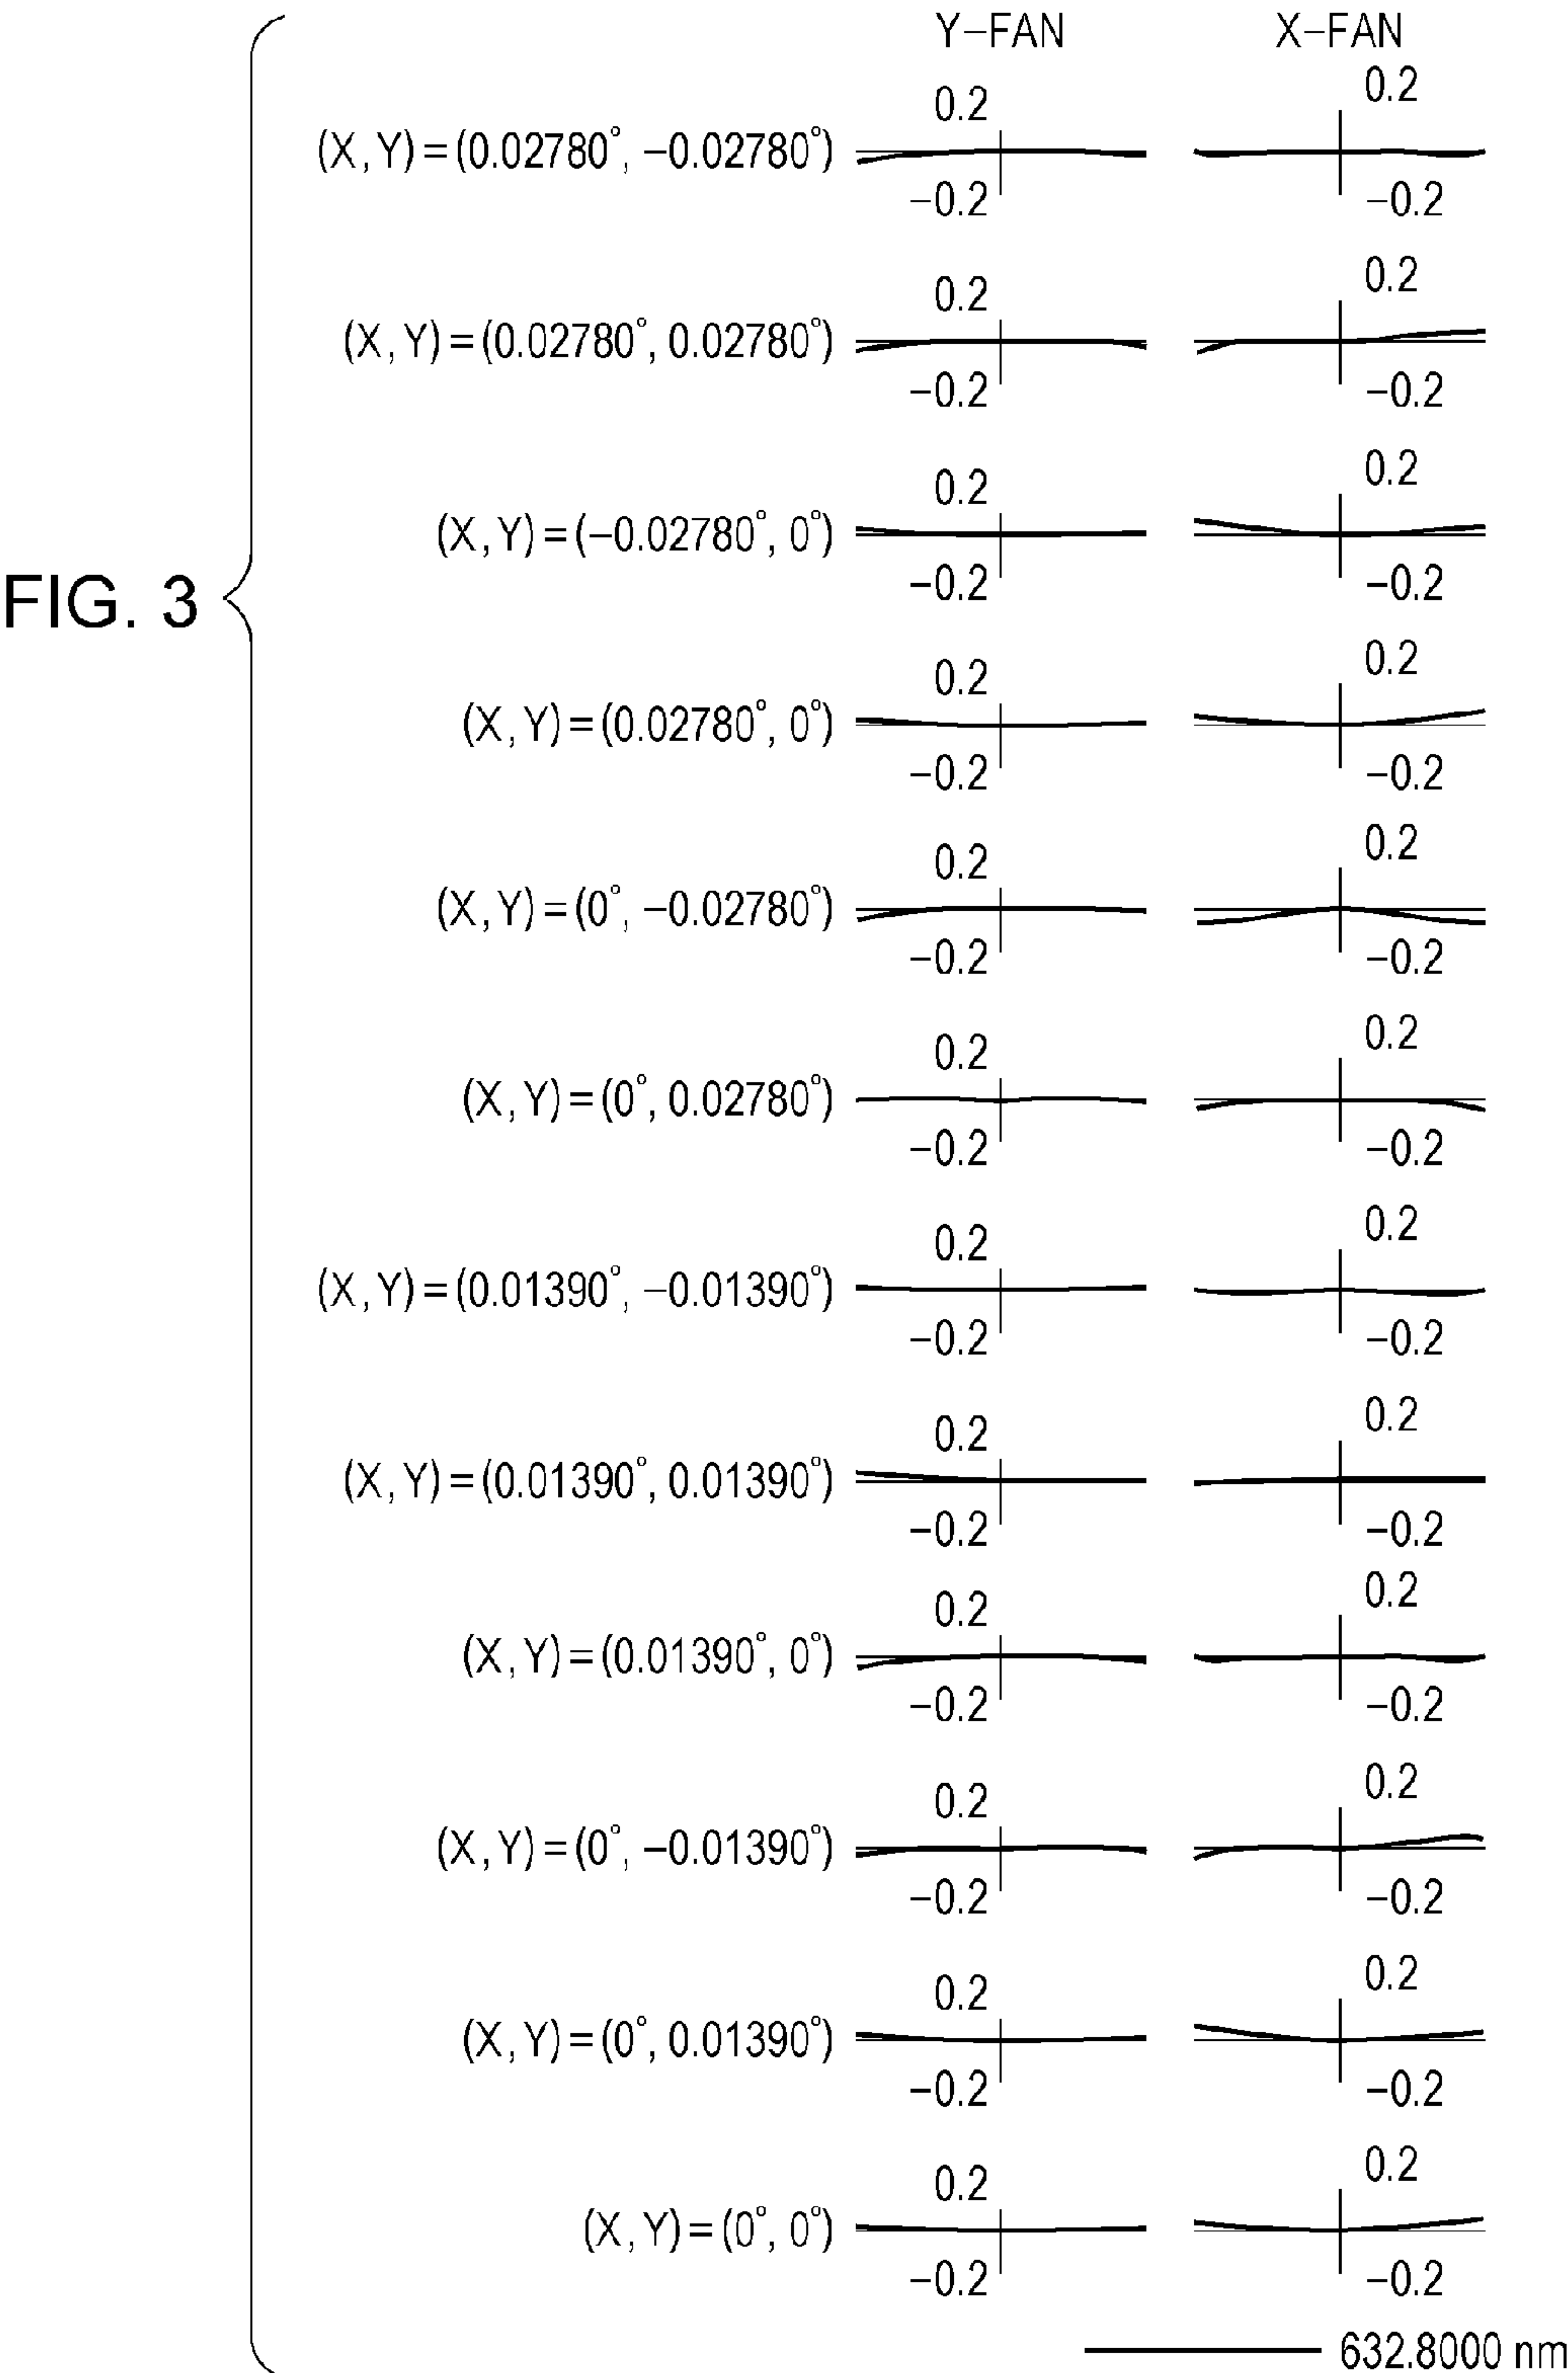 FIG. 3
Y-FAN X-FAN
0.2 0.2
(X, Y)=(0.02780°, -0.02780°)
-0.2 -0.2
0.2 0.2
(X, Y)=(0.02780°, 0.02780°)
-0.2 -0.2
0.2 0.2
(X, Y)=(-0.02780°, 0°)
-0.2 -0.2
0.2 0.2
(X, Y)=(0.02780°, 0°)
-0.2 -0.2
0.2 0.2
(X, Y)=(0°, -0.02780°)
-0.2 -0.2
0.2 0.2
(X, Y)=(0°, 0.02780°)
-0.2 -0.2
0.2 0.2
(X, Y)=(0.01390°, -0.01390°)
-0.2 -0.2
0.2 0.2
(X, Y)=(0.01390°, 0.01390°)
-0.2 -0.2
0.2 0.2
(X, Y)=(0.01390°, 0°)
-0.2 -0.2
0.2 0.2
(X, Y)=(0°, -0.01390°)
-0.2 -0.2
0.2 0.2
(X, Y)=(0°, 0.01390°)
-0.2 -0.2
0.2 0.2
(X, Y)=(0°, 0°)
-0.2 -0.2
632.8000 nm